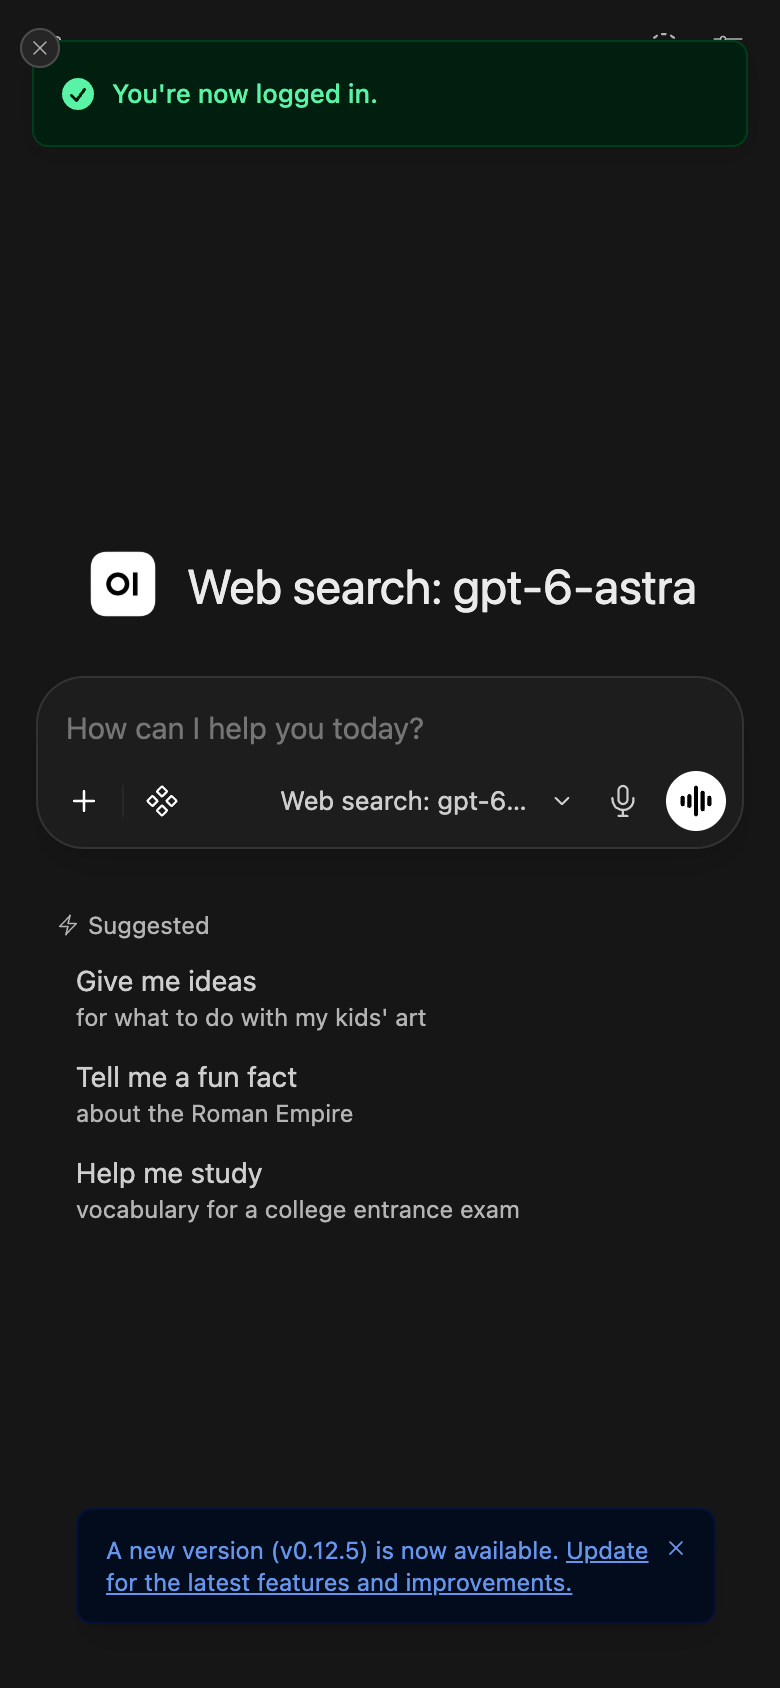 You're now logged in.
OI
Web search: gpt-6-astra
How can I help you today?
Web search: gpt-6...
Suggested
Give me ideas
for what to do with my kids' art
Tell me a fun fact
about the Roman Empire
Help me study
vocabulary for a college entrance exam
A new version (v0.12.5) is now available. Update
for the latest features and improvements.